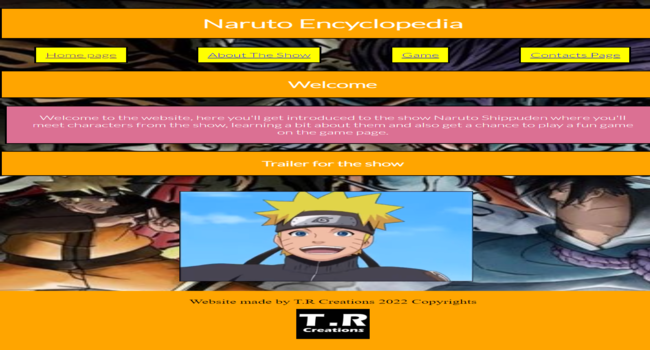 Naruto Encyclopedia
Home page
About The Show
Game
Contacts Page
Welcome
Welcome to the website, here you'll get introduced to the show Naruto Shippuden where you'll
meet characters from the show, learning a bit about them and also get a chance to play a fun game
on the game page.
Trailer for the show
Website made by T.R Creations 2022 Copyrights
T.R
Creations